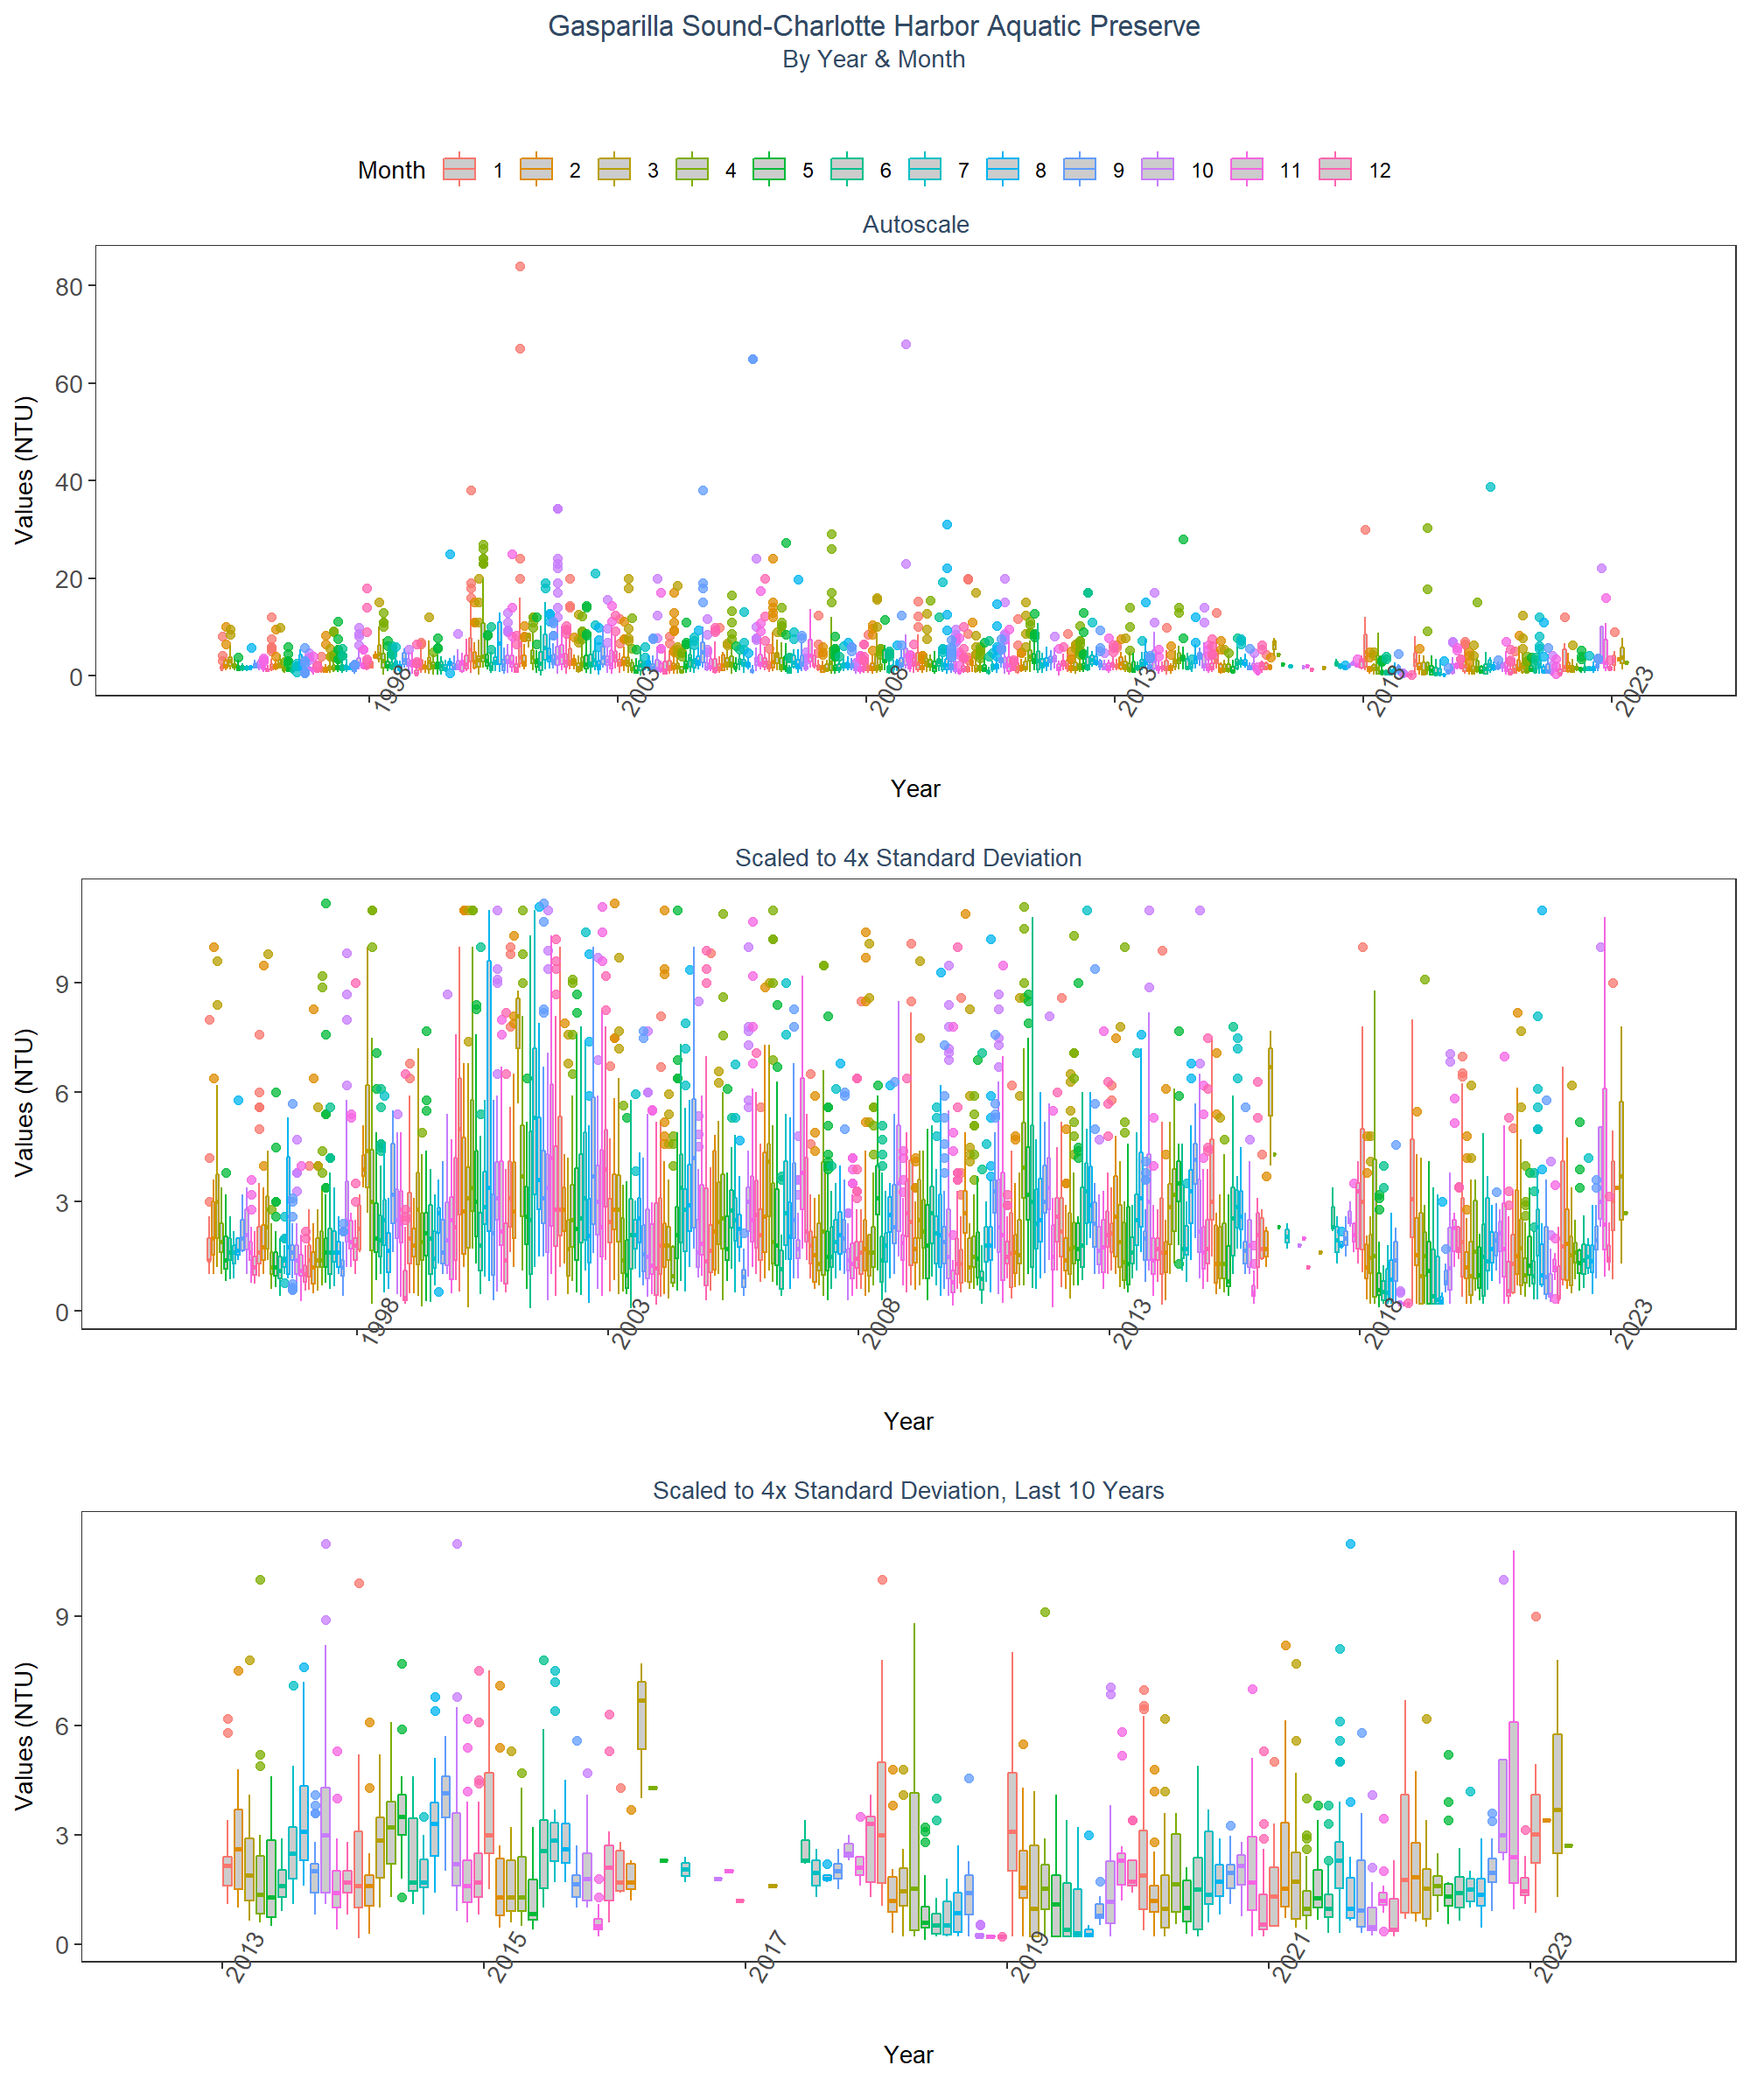 Gasparilla Sound-Charlotte Harbor Aquatic Preserve
By Year & Month
Month 1 2 3 4 5 6 7 8 9 10 11 12
Autoscale
Values (NTU)
80
60
40
20
0
1998 2003 2008 2013 2018 2023
Year
Scaled to 4x Standard Deviation
Values (NTU)
9
6
3
0
1998 2003 2008 2013 2018 2023
Year
Scaled to 4x Standard Deviation, Last 10 Years
Values (NTU)
9
6
3
0
2013 2015 2017 2019 2021 2023
Year